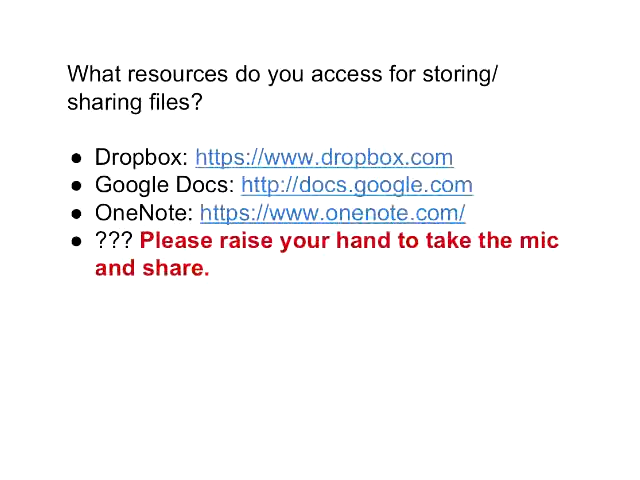 What resources do you access for storing/
sharing files?
● Dropbox: https://www.dropbox.com
● Google Docs: http://docs.google.com
● OneNote: https://www.onenote.com/
● ??? Please raise your hand to take the mic
and share.